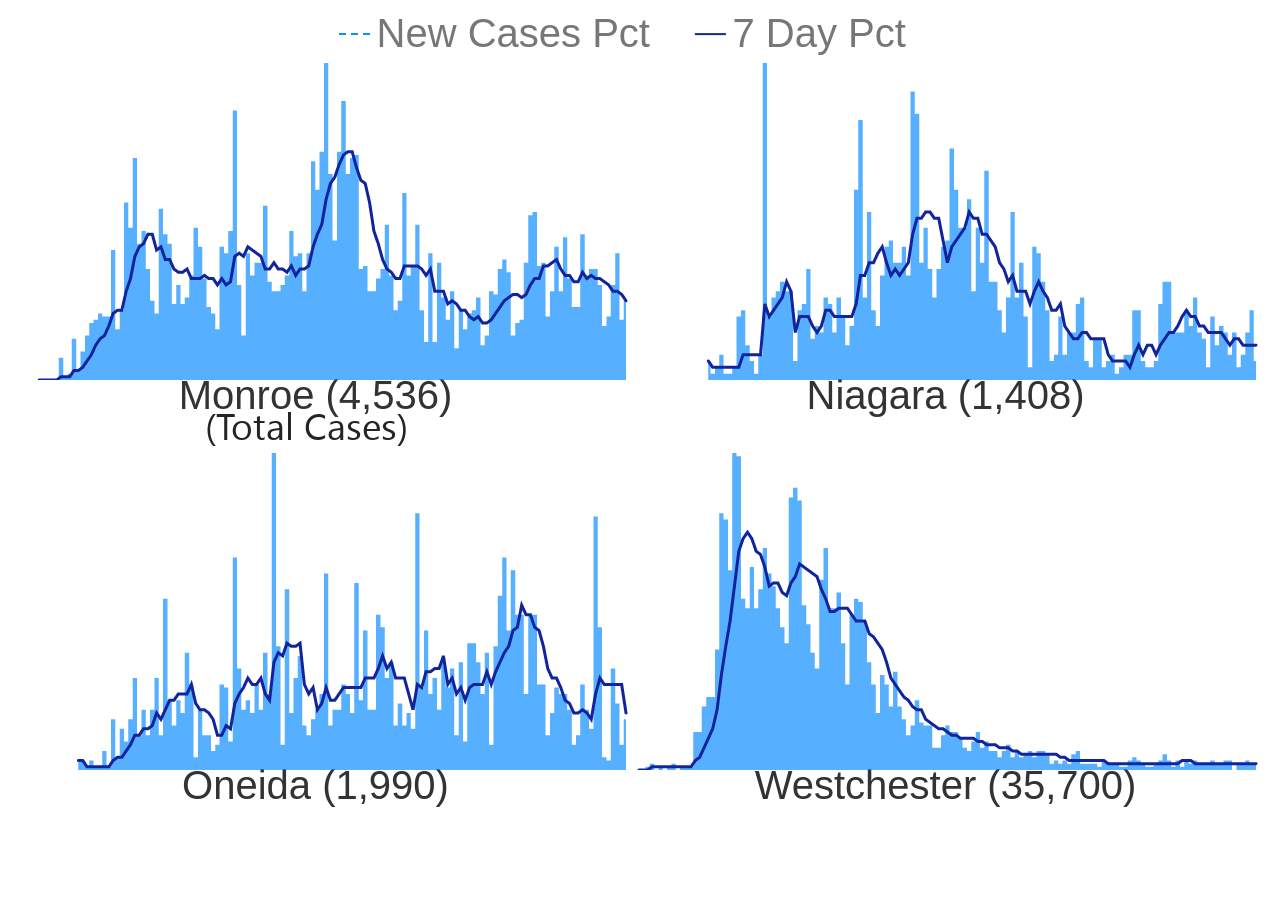 New Cases Pct 7 Day Pct
Monroe (4,536)
(Total Cases)
Niagara (1,408)
Oneida (1,990)
Westchester (35,700)